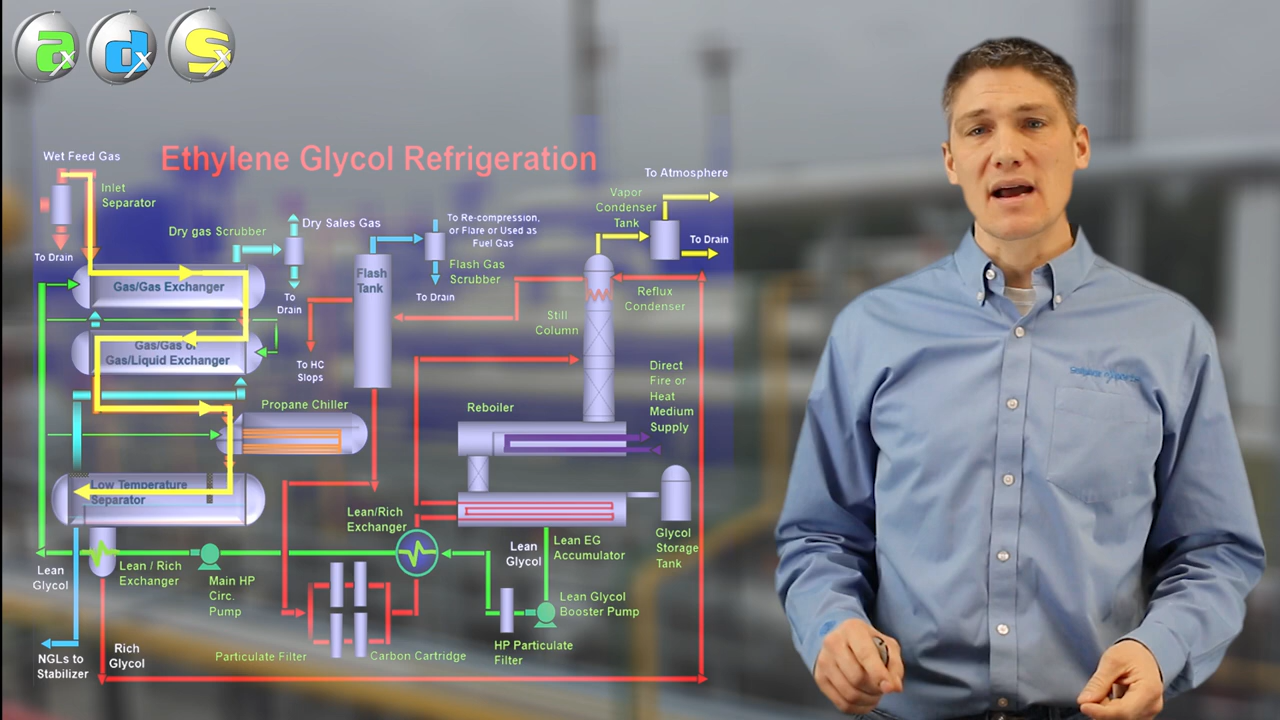 ax dx Sx
Ethylene Glycol Refrigeration
Wet Feed Gas
Inlet
Separator
To Drain
Dry gas Scrubber
Dry Sales Gas
To
Drain
To Re-compression,
or Flare or Used as
Fuel Gas
Flash Gas
Scrubber
To Drain
Flash
Tank
To HC
Slops
Vapor
Condenser
Tank
To Atmosphere
To Drain
Reflux
Condenser
Still
Column
Gas/Gas Exchanger
Gas/Gas or
Gas/Liquid Exchanger
Propane Chiller
Low Temperature
Separator
Reboiler
Direct
Fire or
Heat
Medium
Supply
Lean/Rich
Exchanger
Lean
Glycol
Lean EG
Accumulator
Glycol
Storage
Tank
Lean
Glycol
Lean / Rich
Exchanger
Main HP
Circ.
Pump
Lean Glycol
Booster Pump
HP Particulate
Filter
Particulate Filter
Carbon Cartridge
Rich
Glycol
NGLs to
Stabilizer